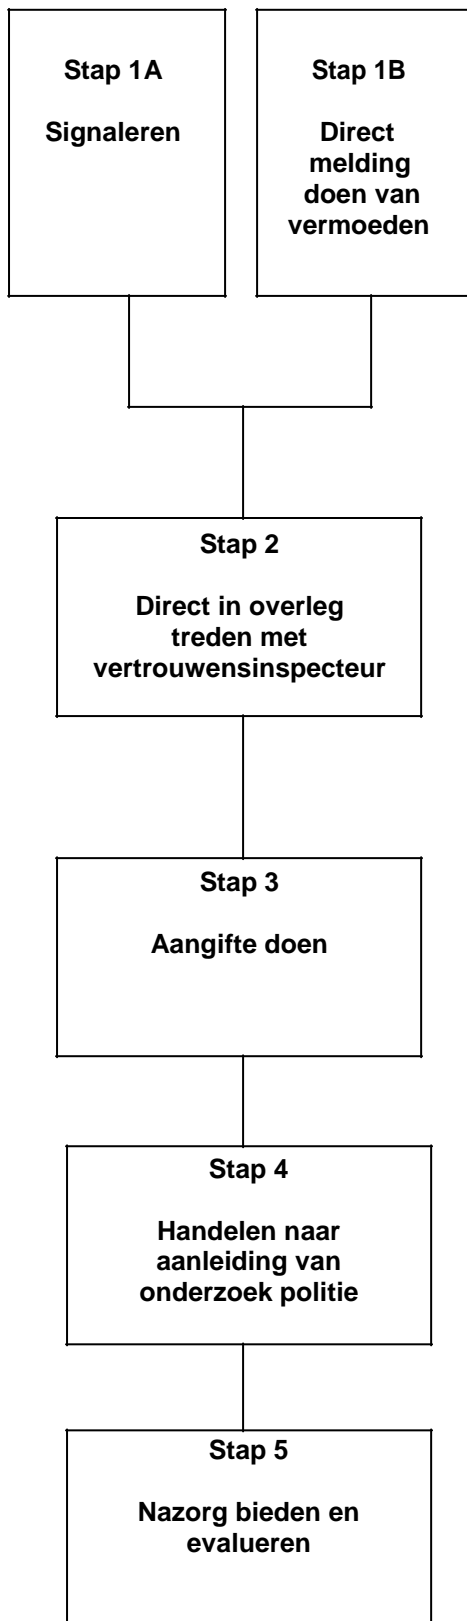 Stap 1A
Signaleren
Stap 1B
Direct
melding
doen van
vermoeden
Stap 2
Direct in overleg
treden met
vertrouwensinspecteur
Stap 3
Aangifte doen
Stap 4
Handelen naar
aanleiding van
onderzoek politie
Stap 5
Nazorg bieden en
evalueren